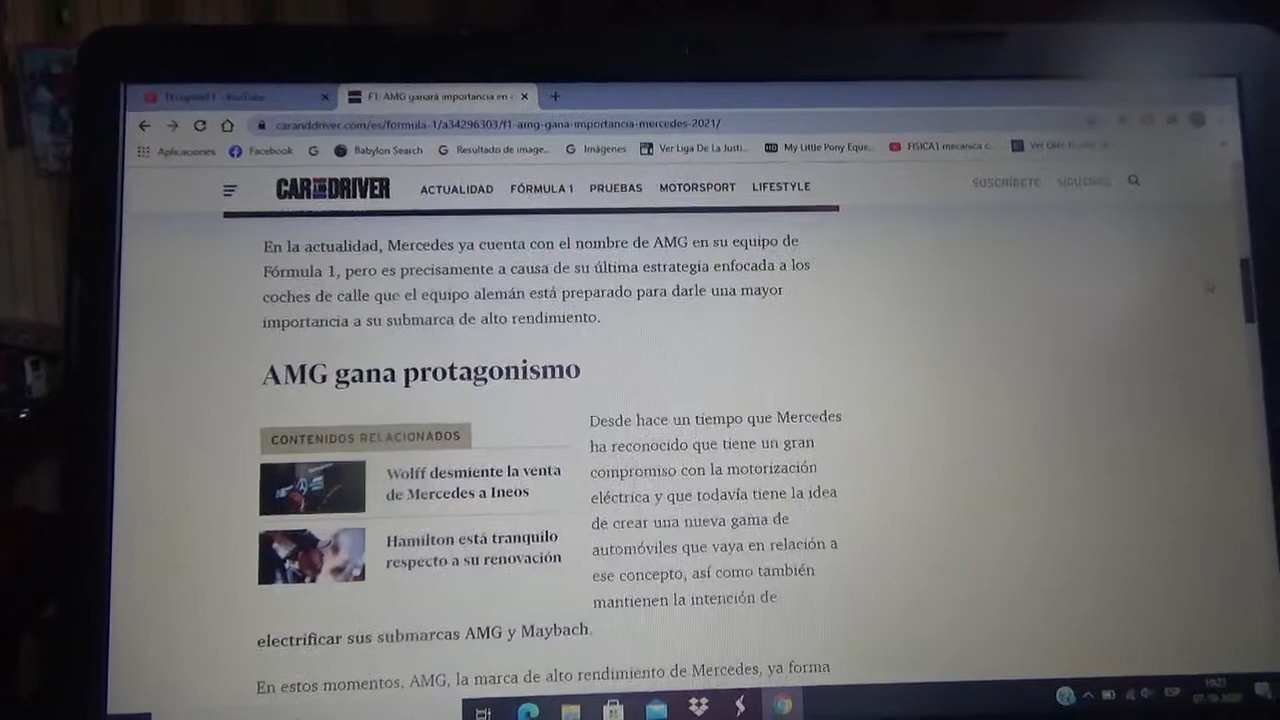 YouTube
F1: AMG ganará importancia en
caranddriver.com/es/formula-1/a34296303/f1-amg-gana-importancia-mercedes-2021/
Aplicaciones
Facebook
Babylon Search
Resultado de image...
Imágenes
Ver Liga De La Justi...
My Little Pony Eque...
FISICA1 mecanica c...
CAR AND DRIVER
ACTUALIDAD
FÓRMULA 1
PRUEBAS
MOTORSPORT
LIFESTYLE
SUSCRÍBETE
SÍGUENOS
En la actualidad, Mercedes ya cuenta con el nombre de AMG en su equipo de
Fórmula 1, pero es precisamente a causa de su última estrategia enfocada a los
coches de calle que el equipo alemán está preparado para darle una mayor
importancia a su submarca de alto rendimiento.
AMG gana protagonismo
CONTENIDOS RELACIONADOS
Wolff desmiente la venta
de Mercedes a Ineos
Hamilton está tranquilo
respecto a su renovación
Desde hace un tiempo que Mercedes
ha reconocido que tiene un gran
compromiso con la motorización
eléctrica y que todavía tiene la idea
de crear una nueva gama de
automóviles que vaya en relación a
ese concepto, así como también
mantienen la intención de
electrificar sus submarcas AMG y Maybach.
En estos momentos, AMG, la marca de alto rendimiento de Mercedes, ya forma
ESP